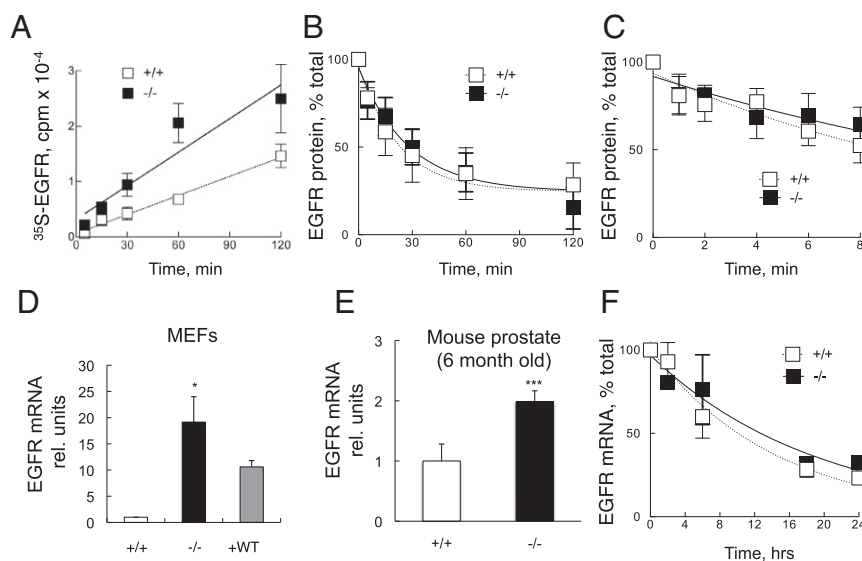 A
B
C
+/+
-/-
35S-EGFR, cpm x 10-4
3
2
1
0
0
30
60
90
120
Time, min
+/+
-/-
EGFR protein, % total
100
50
0
0
30
60
90
120
Time, min
EGFR protein, % total
100
50
0
+/+
-/-
0
2
4
6
8
Time, min
D
E
F
MEFs
EGFR mRNA
rel. units
30
25
20
15
10
5
0
*
+/+
-/-
+WT
Mouse prostate
(6 month old)
EGFR mRNA
rel. units
3
2
1
0
***
+/+
-/-
+/+
-/-
EGFR mRNA, % total
100
50
0
0
4
8
12
16
20
24
Time, hrs